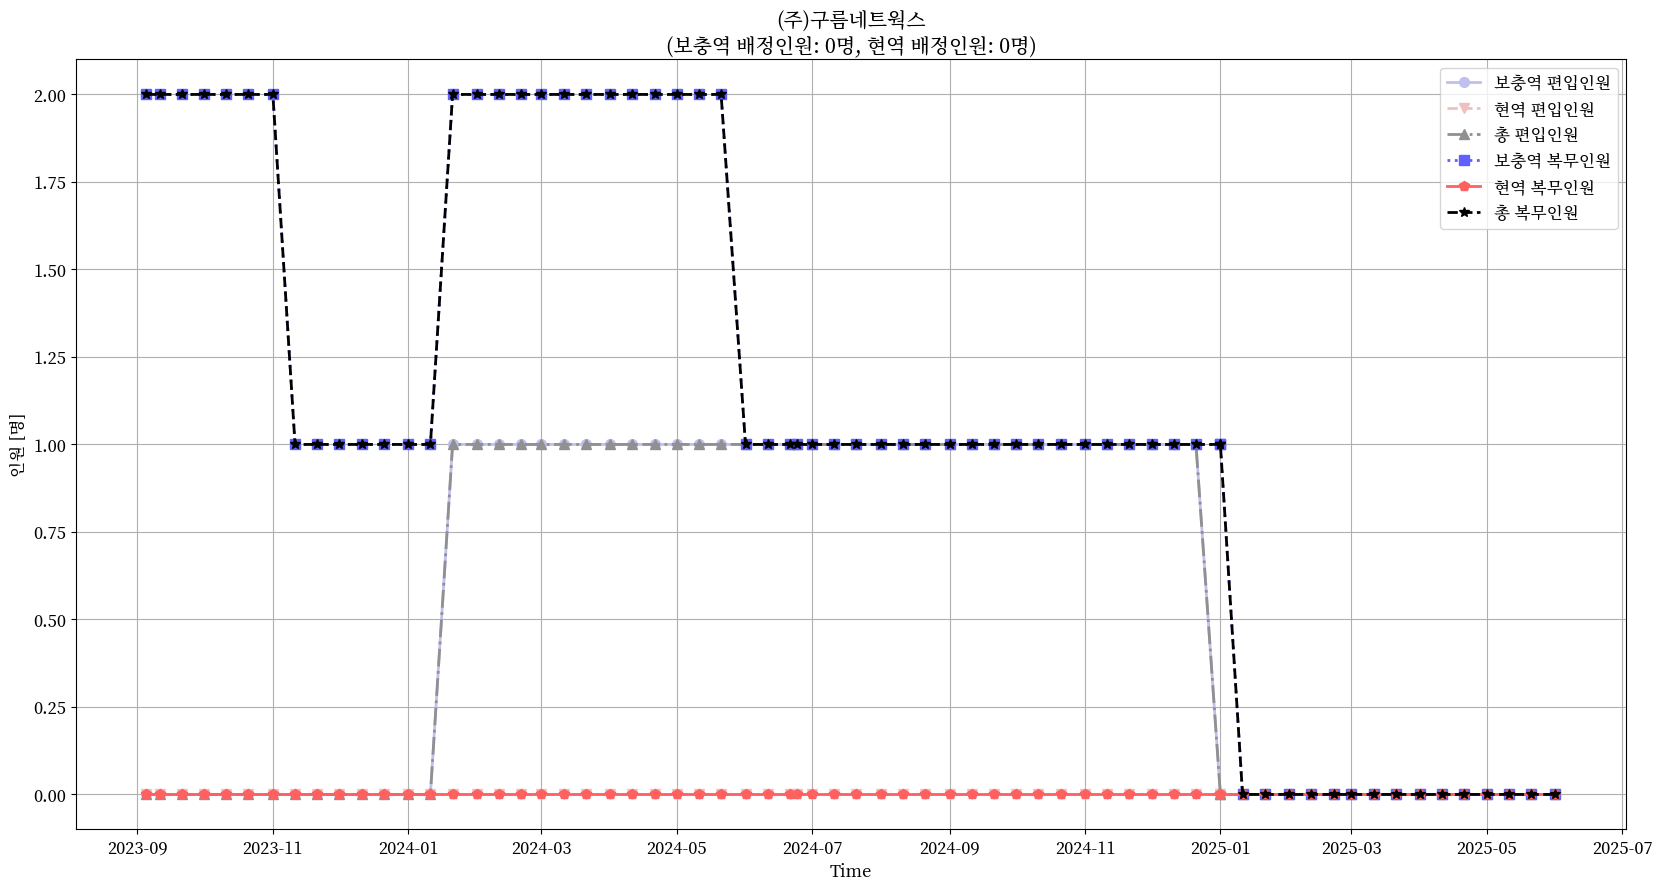 (주)구름네트웍스
(보충역 배정인원: 0명, 현역 배정인원: 0명)
보충역 편입인원
현역 편입인원
총 편입인원
보충역 복무인원
현역 복무인원
총 복무인원
인원 [명]
2.00
1.75
1.50
1.25
1.00
0.75
0.50
0.25
0.00
2023-09 2023-11 2024-01 2024-03 2024-05 2024-07 2024-09 2024-11 2025-01 2025-03 2025-05 2025-07
Time